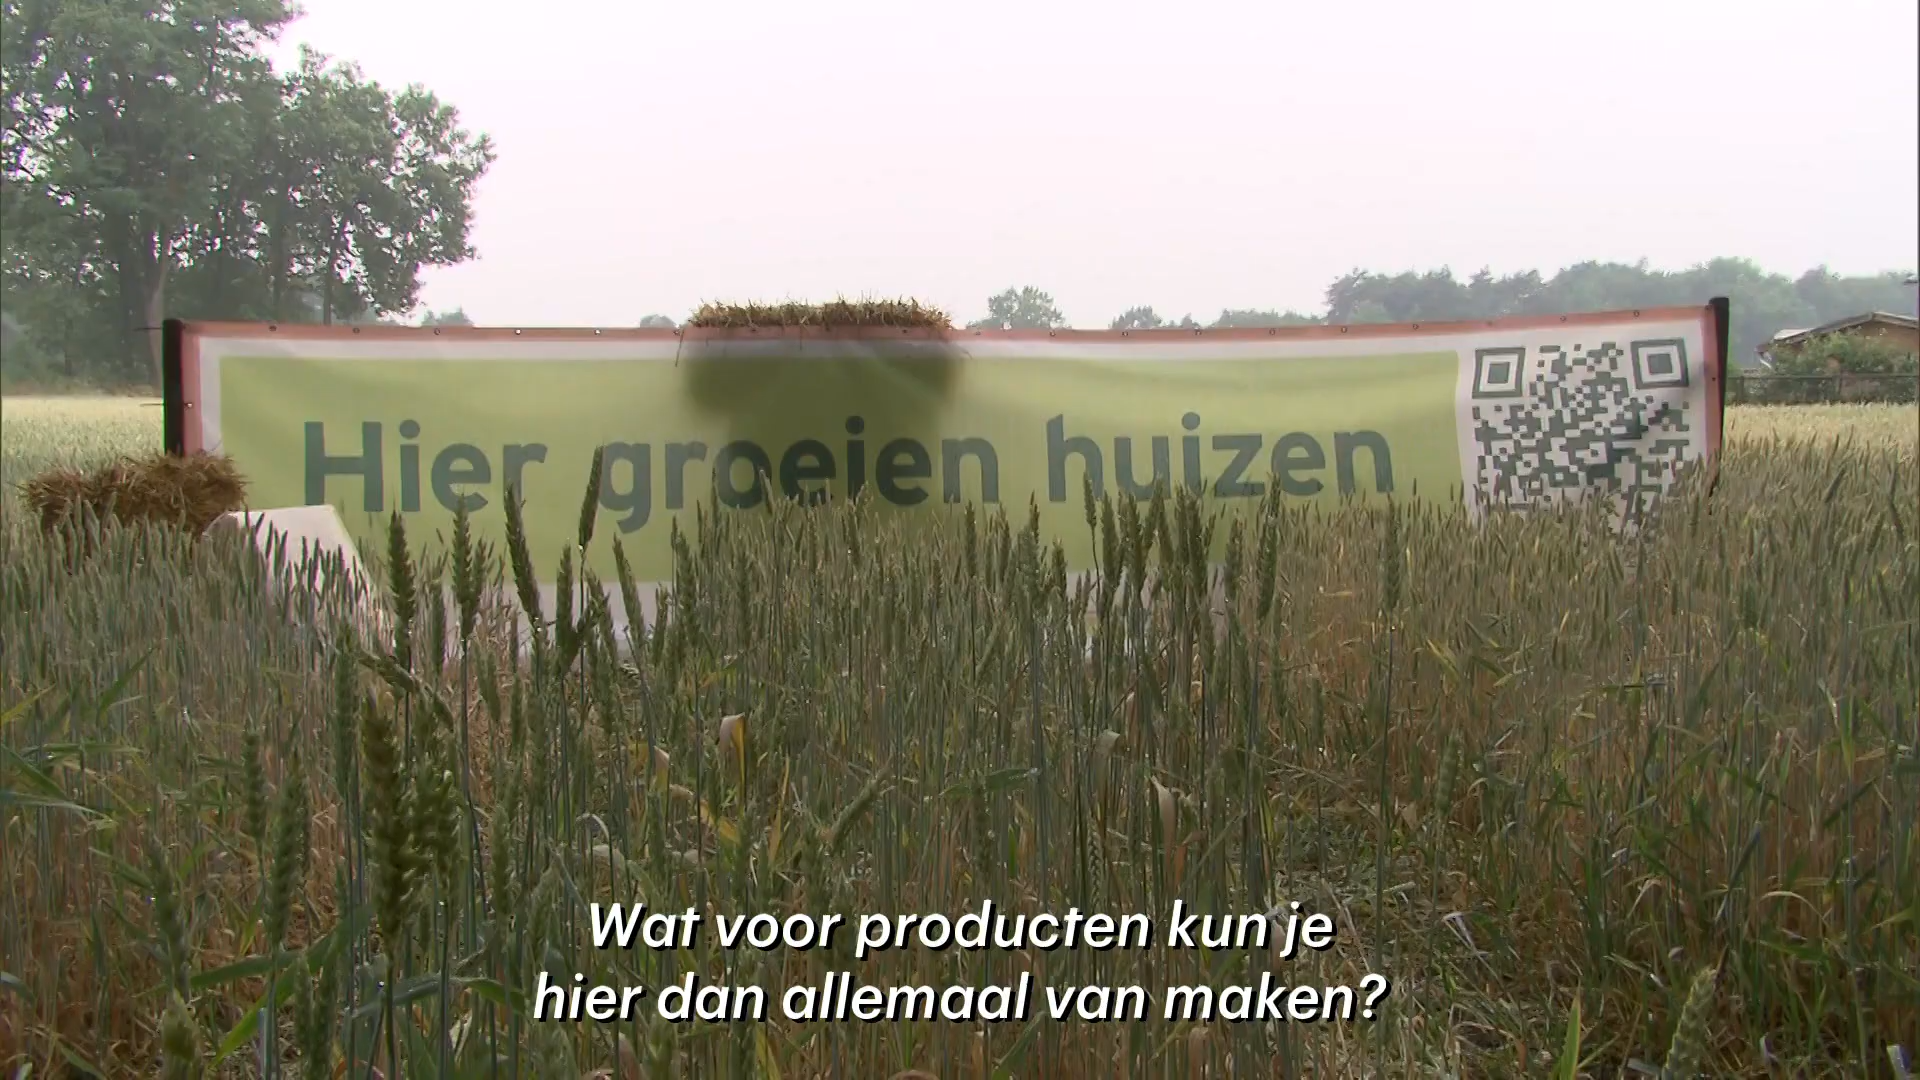 Hier groeien huizen
Wat voor producten kun je
hier dan allemaal van maken?